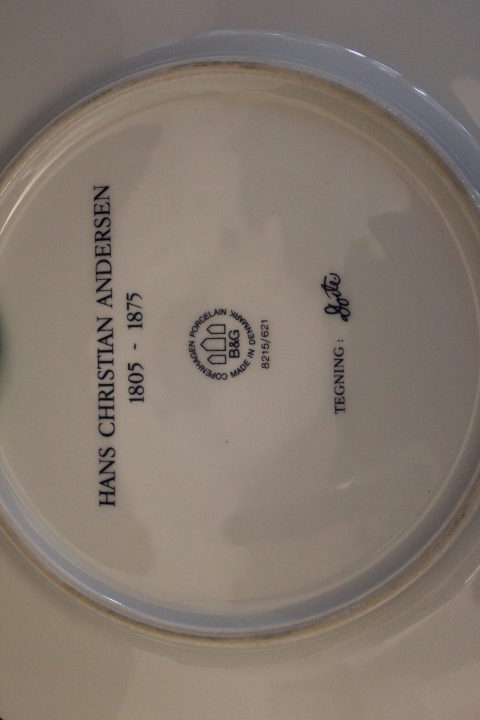 HANS CHRISTIAN ANDERSEN
1805 - 1875
COPENHAGEN PORCELAIN
B&G
MADE IN DENMARK
8215/621
TEGNING: